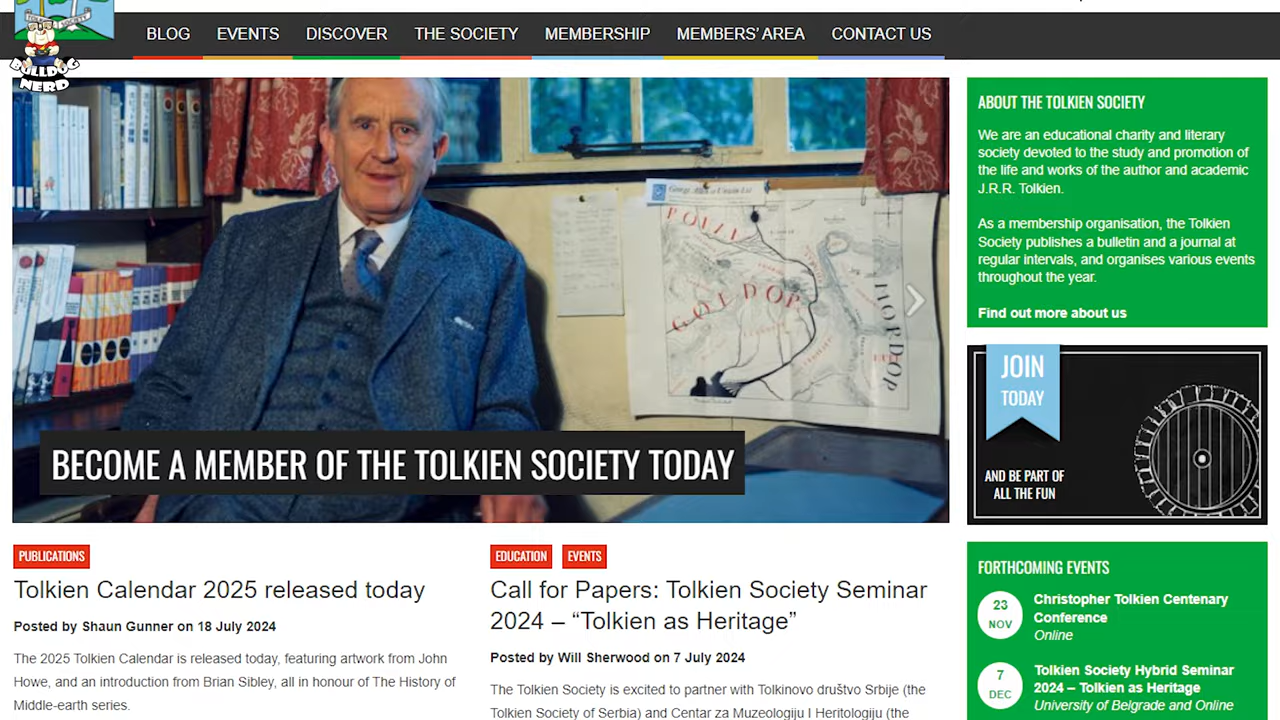 TOLKIEN SOCIETY
BULLDOG
NERD
BLOG
EVENTS
DISCOVER
THE SOCIETY
MEMBERSHIP
MEMBERS' AREA
CONTACT US
George Allen & Unwin Ltd
BECOME A MEMBER OF THE TOLKIEN SOCIETY TODAY
PUBLICATIONS
Tolkien Calendar 2025 released today
Posted by Shaun Gunner on 18 July 2024
The 2025 Tolkien Calendar is released today, featuring artwork from John
Howe, and an introduction from Brian Sibley, all in honour of The History of
Middle-earth series.
EDUCATION
EVENTS
Call for Papers: Tolkien Society Seminar
2024 – “Tolkien as Heritage”
Posted by Will Sherwood on 7 July 2024
The Tolkien Society is excited to partner with Tolkinovo društvo Srbije (the
Tolkien Society of Serbia) and Centar za Muzeologiju I Heritologiju (the
ABOUT THE TOLKIEN SOCIETY
We are an educational charity and literary
society devoted to the study and promotion of
the life and works of the author and academic
J.R.R. Tolkien.
As a membership organisation, the Tolkien
Society publishes a bulletin and a journal at
regular intervals, and organises various events
throughout the year.
Find out more about us
JOIN
TODAY
AND BE PART OF
ALL THE FUN
FORTHCOMING EVENTS
23
NOV
Christopher Tolkien Centenary
Conference
Online
7
DEC
Tolkien Society Hybrid Seminar
2024 – Tolkien as Heritage
University of Belgrade and Online